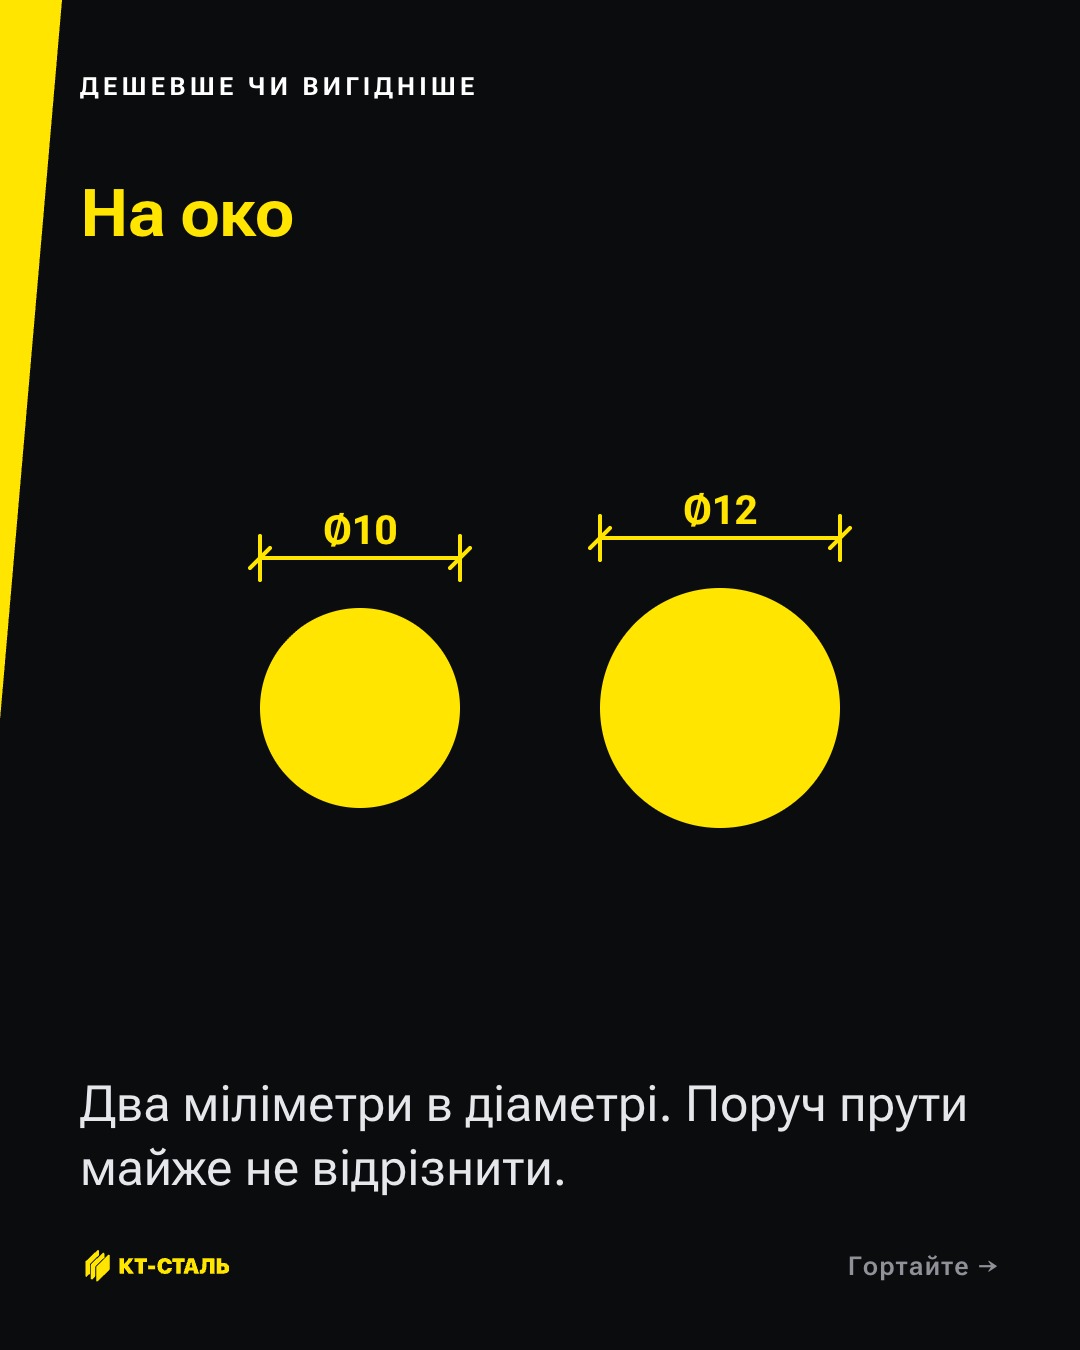 ДЕШЕВШЕ ЧИ ВИГІДНІШЕ
На око
Ø10
Ø12
Два міліметри в діаметрі. Поруч прути
майже не відрізнити.
КТ-СТАЛЬ
Гортайте →